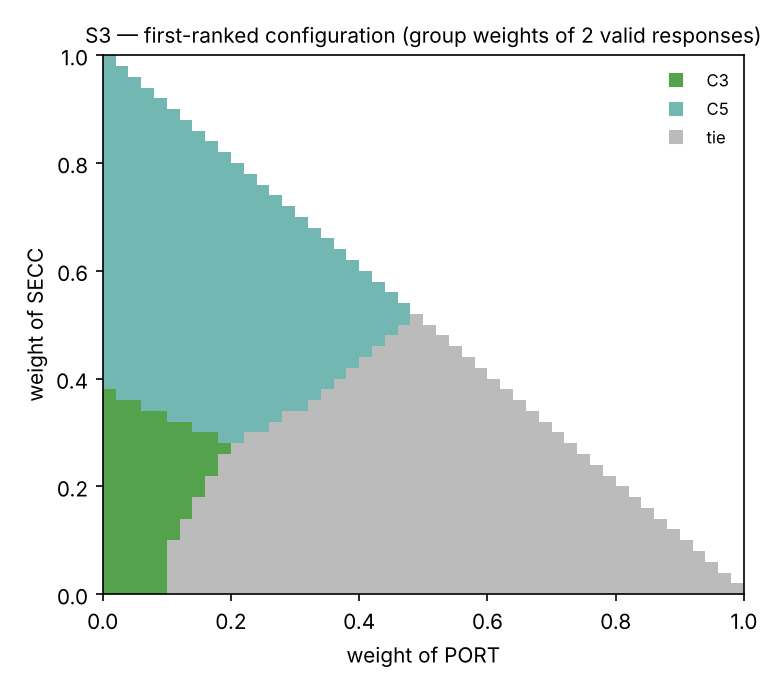 S3 — first-ranked configuration (group weights of 2 valid responses)
C3
C5
tie
1.0
0.8
0.6
0.4
0.2
0.0
weight of SECC
0.0 0.2 0.4 0.6 0.8 1.0
weight of PORT